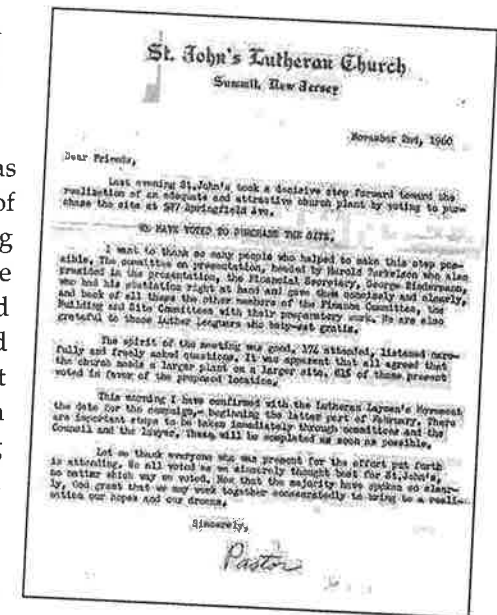 as
of
St. John's Lutheran Church
Summit, New Jersey
November 2nd, 1960
Dear Friends,
Last evening St.John's took a decisive step forward toward the
realization of an adequate and attractive church plant by voting to pur-
chase the site at 587 Springfield Ave.
WE HAVE VOTED TO PURCHASE THE SITE.
I want to thank so many people who helped to make this step pos-
sible. The committee on presentation, headed by Harold who also
presided in the presentation, the Financial Secretary, George
who had his right at hand and gave them concisely and clearly,
and back of all these the other members of the Finance Committee, the
Building and Site Committees with their preparatory work. We are also
grateful to those Luther Leaguers who gratis.
The spirit of the meeting was good. 174 attended, listened care-
fully and freely asked questions. It was apparent that all agreed that
the church needs a larger plant on a larger site. of those present
voted in favor of the proposed location.
This morning I have confirmed with the Lutheran Laymen's Movement
the date for the campaign,- beginning the latter part of February. There
are important steps to be taken immediately through committees and the
Council and the lawyer, these will be completed as soon as possible.
Let me thank everyone who was present for the effort put forth
in attending. We all voted as we sincrely thought best for St.John's,
no matter which way we voted. Now that the majority have spoken so clear-
ly, God grant that we may work together consecratedly to bring to a reali-
zation our hopes and our dreams.
Sincerely,
Pastor